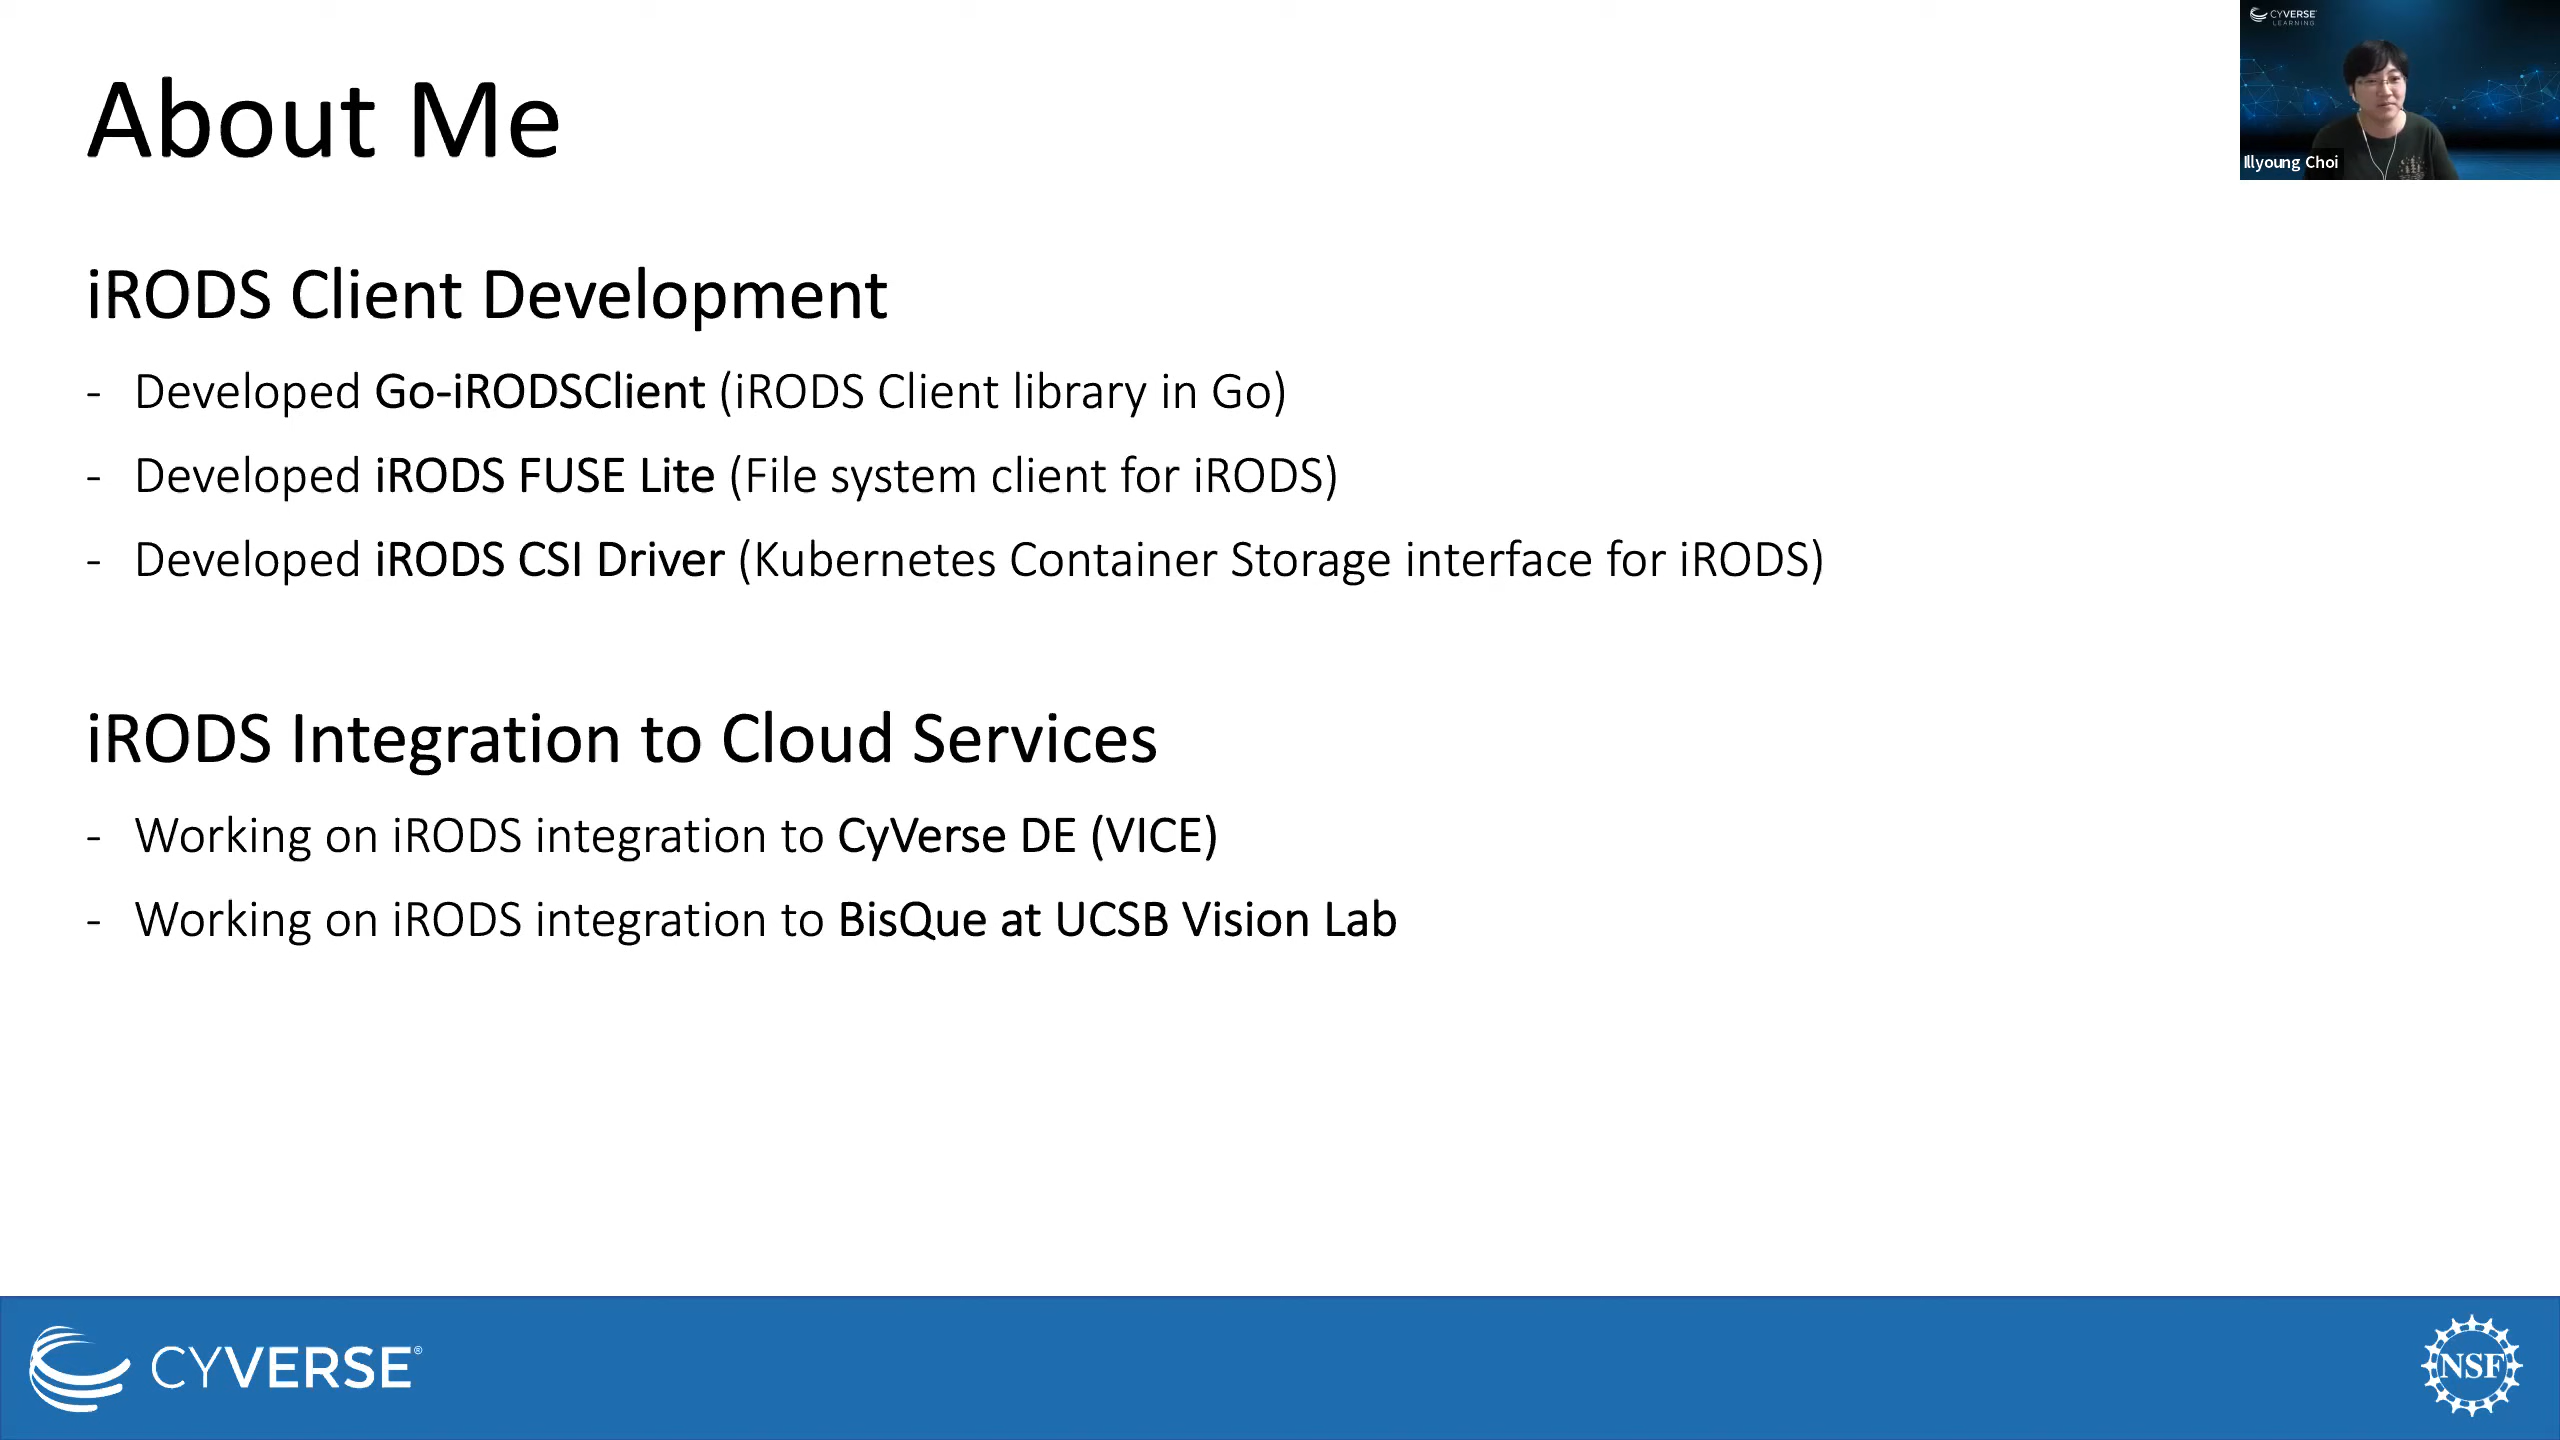 About Me
CYVERSE
LEARNING
Illyoung Choi
iRODS Client Development
- Developed Go-iRODSClient (iRODS Client library in Go)
- Developed iRODS FUSE Lite (File system client for iRODS)
- Developed iRODS CSI Driver (Kubernetes Container Storage interface for iRODS)
iRODS Integration to Cloud Services
- Working on iRODS integration to CyVerse DE (VICE)
- Working on iRODS integration to BisQue at UCSB Vision Lab
CYVERSE®
NSF